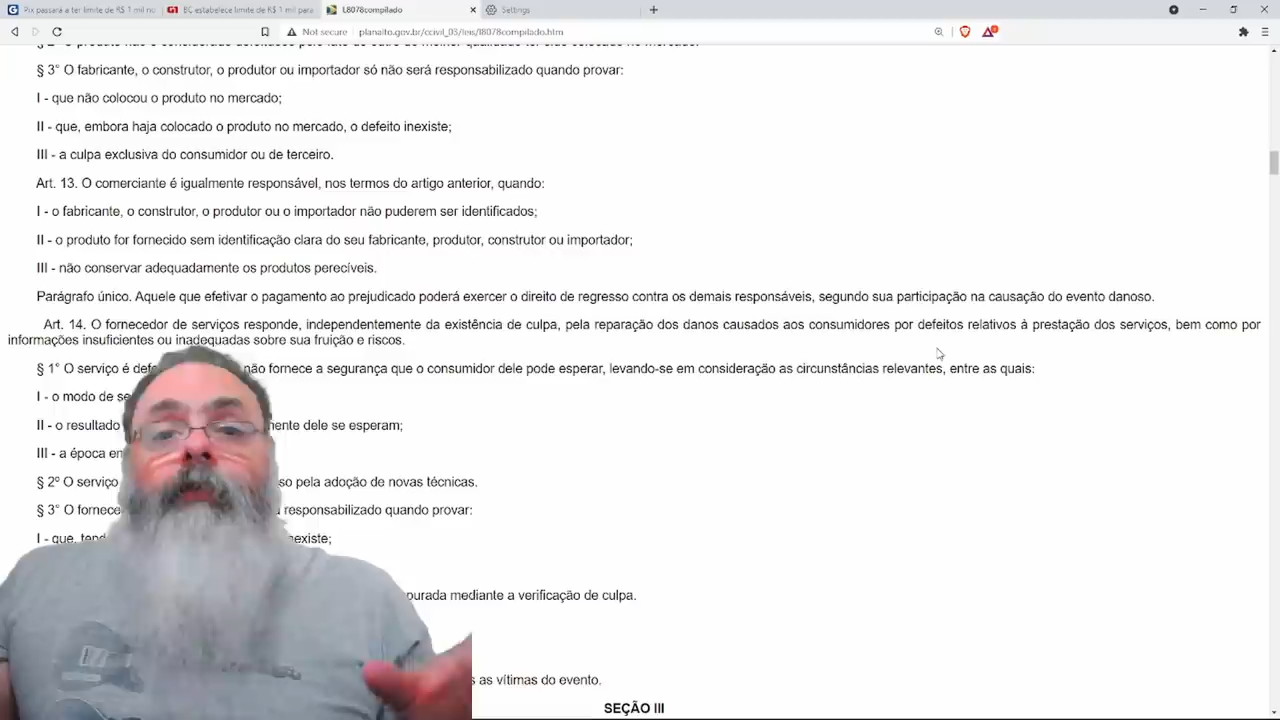 Pix passará a ter limite de R$ 1 mil no
BC estabelece limite de R$ 1 mil para
L8078compilado
Settings
Not secure
planalto.gov.br/ccivil_03/leis/l8078compilado.htm
§ 3° O fabricante, o construtor, o produtor ou importador só não será responsabilizado quando provar:
I - que não colocou o produto no mercado;
II - que, embora haja colocado o produto no mercado, o defeito inexiste;
III - a culpa exclusiva do consumidor ou de terceiro.
Art. 13. O comerciante é igualmente responsável, nos termos do artigo anterior, quando:
I - o fabricante, o construtor, o produtor ou o importador não puderem ser identificados;
II - o produto for fornecido sem identificação clara do seu fabricante, produtor, construtor ou importador;
III - não conservar adequadamente os produtos perecíveis.
Parágrafo único. Aquele que efetivar o pagamento ao prejudicado poderá exercer o direito de regresso contra os demais responsáveis, segundo sua participação na causação do evento danoso.
Art. 14. O fornecedor de serviços responde, independentemente da existência de culpa, pela reparação dos danos causados aos consumidores por defeitos relativos à prestação dos serviços, bem como por
informações insuficientes ou inadequadas sobre sua fruição e riscos.
§ 1° O serviço é não fornece a segurança que o consumidor dele pode esperar, levando-se em consideração as circunstâncias relevantes, entre as quais:
I - o modo de
II - o resultado dele se esperam;
III - a época
§ 2º O serviço pela adoção de novas técnicas.
§ 3° O responsabilizado quando provar:
I - que,
mediante a verificação de culpa.
as vítimas do evento.
SEÇÃO III